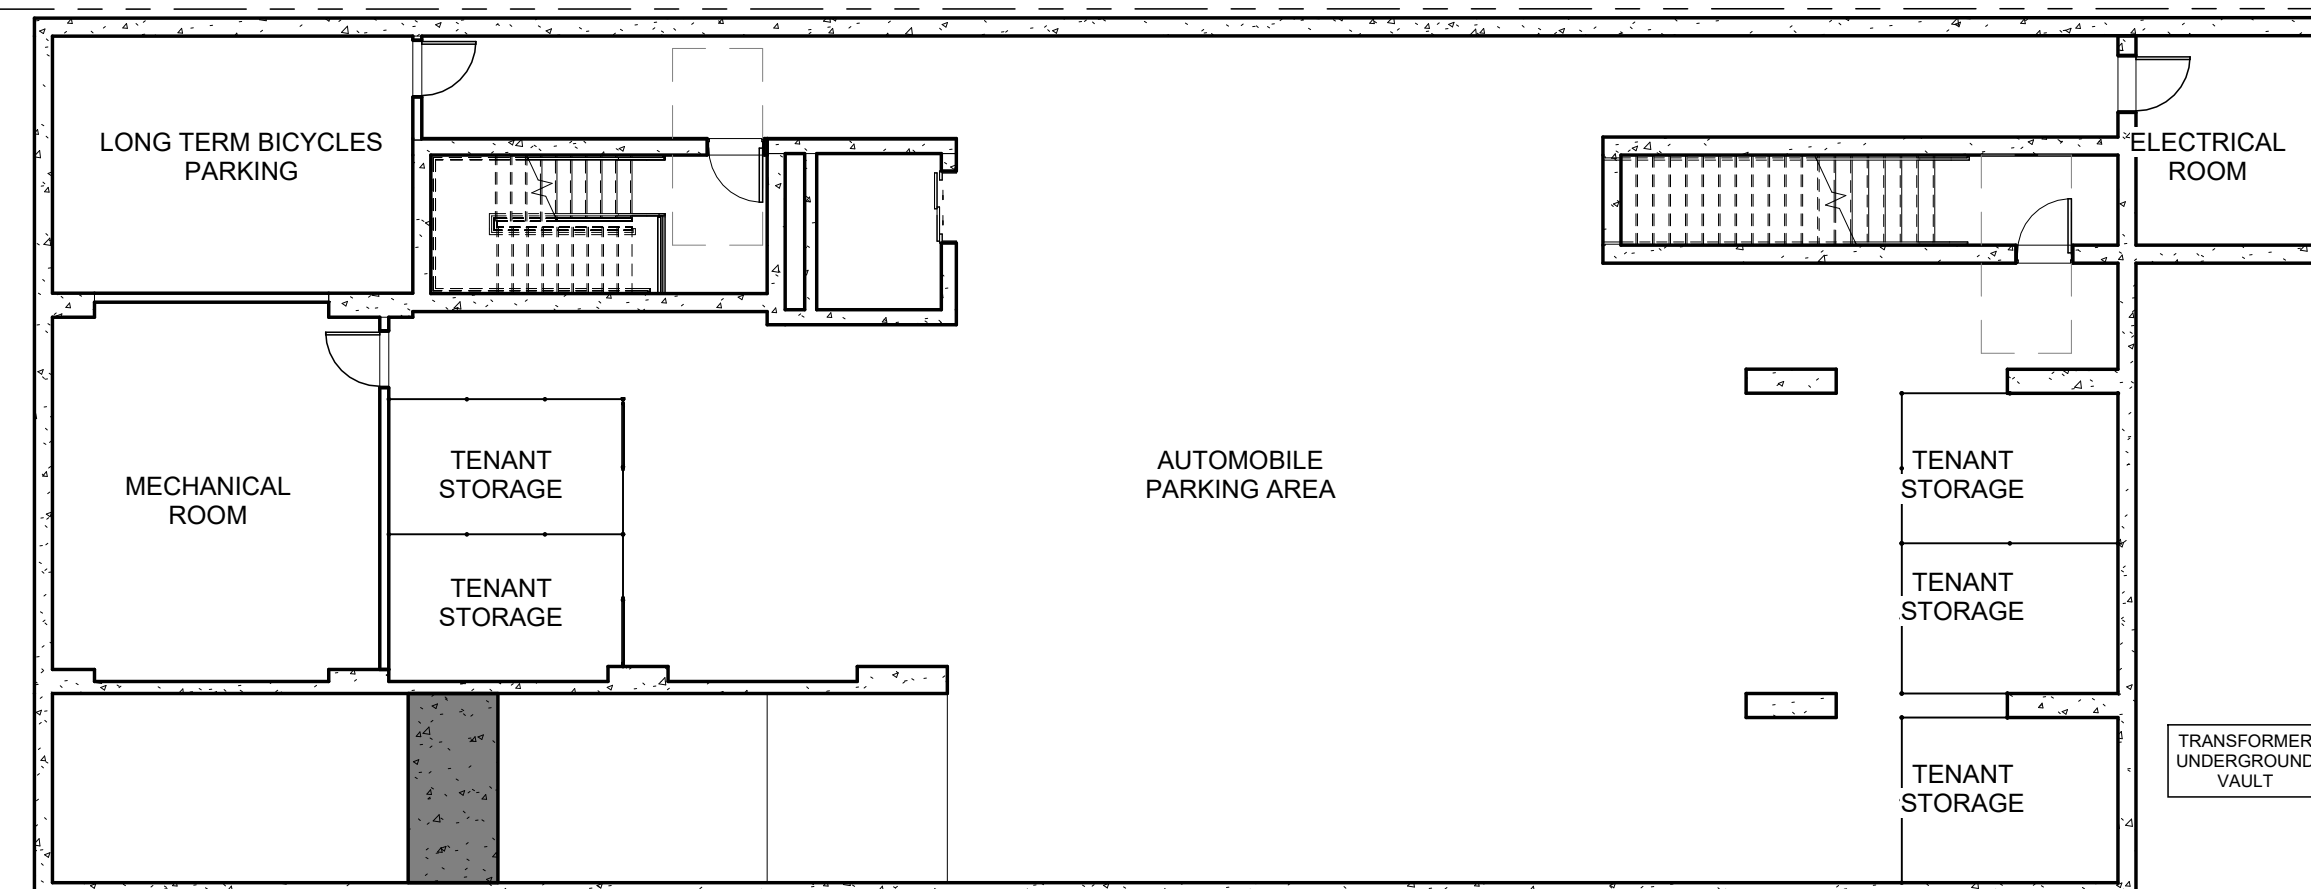 LONG TERM BICYCLES
PARKING
ELECTRICAL
ROOM
MECHANICAL
ROOM
TENANT
STORAGE
AUTOMOBILE
PARKING AREA
TENANT
STORAGE
TENANT
STORAGE
TENANT
STORAGE
TENANT
STORAGE
TRANSFORMER
UNDERGROUND
VAULT